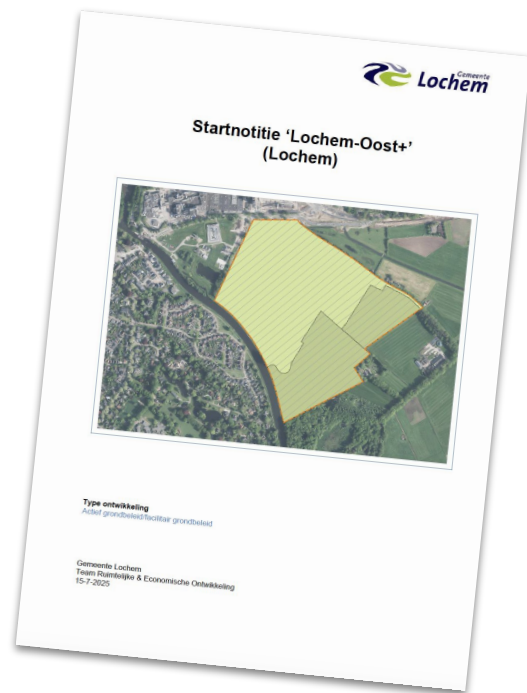 Gemeente
Lochem
Startnotitie ‘Lochem-Oost+’
(Lochem)
Type ontwikkeling
Actief grondbeleid/facilitair grondbeleid
Gemeente Lochem
Team Ruimtelijke & Economische Ontwikkeling
15-7-2025